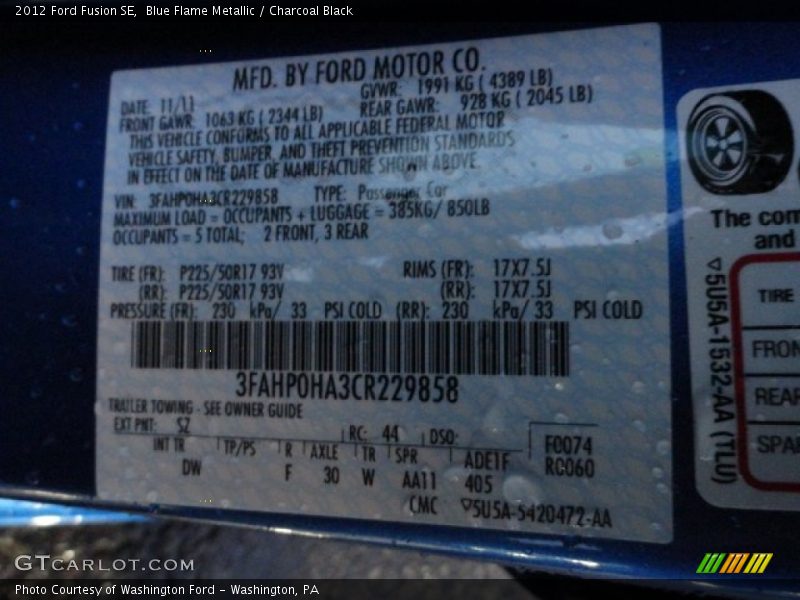 2012 Ford Fusion SE,  Blue Flame Metallic / Charcoal Black
MFD. BY FORD MOTOR CO.
DATE: 11/11 GVWR: 1991 KG ( 4389 LB)
FRONT GAWR: 1063 KG ( 2344 LB) REAR GAWR: 928 KG ( 2045 LB)
THIS VEHICLE CONFORMS TO ALL APPLICABLE FEDERAL MOTOR
VEHICLE SAFETY, BUMPER, AND THEFT PREVENTION STANDARDS
IN EFFECT ON THE DATE OF MANUFACTURE SHOWN ABOVE.
VIN: 3FAHP0HA3CR229858 TYPE: Passenger Car
MAXIMUM LOAD = OCCUPANTS + LUGGAGE = 385KG/ 850LB
OCCUPANTS = 5 TOTAL; 2 FRONT, 3 REAR
TIRE (FR): P225/50R17 93V RIMS (FR): 17X7.5J
(RR): P225/50R17 93V (RR): 17X7.5J
PRESSURE (FR): 230 kPa/ 33 PSI COLD (RR): 230 kPa/ 33 PSI COLD
3FAHP0HA3CR229858
TRAILER TOWING - SEE OWNER GUIDE
EXT PNT: SZ RC: 44 DSO: F0074
INT TR TP/PS R AXLE TR SPR ADE1F RC060
DW F 30 W AA11 405
CMC ▽5U5A-5420472-AA
The com
and
TIRE
FRON
REAR
SPA
▽5U5A-1532-AA (TLU)
GTCARLOT.COM
Photo Courtesy of Washington Ford - Washington, PA